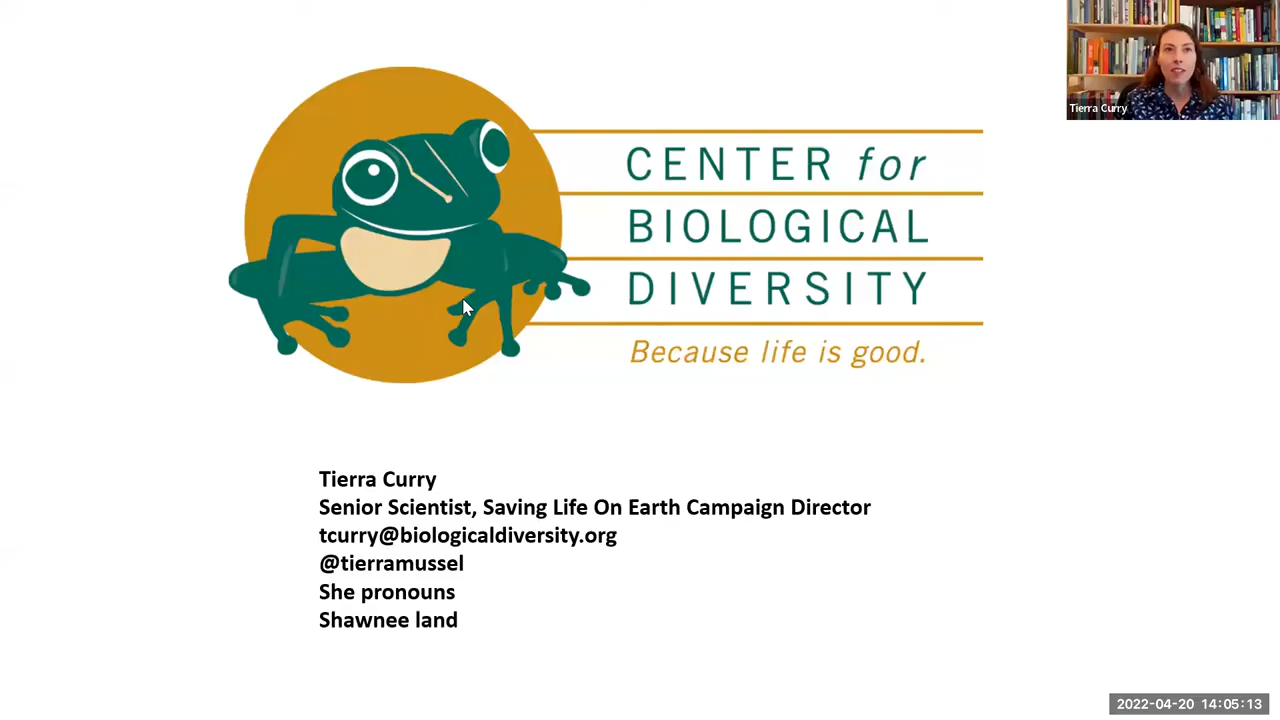 Tierra Curry
CENTER for
BIOLOGICAL
DIVERSITY
Because life is good.
Tierra Curry
Senior Scientist, Saving Life On Earth Campaign Director
tcurry@biologicaldiversity.org
@tierramussel
She pronouns
Shawnee land
2022-04-20 14:05:13